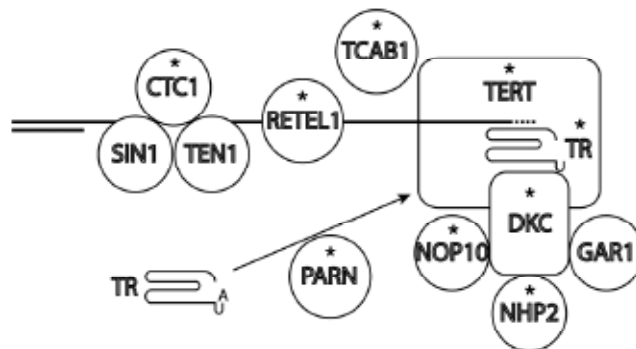 *
TCAB1
*
CTC1
*
TERT
*
RETEL1
*
TR
SIN1
TEN1
U
*
DKC
*
NOP10
GAR1
*
PARN
TR
A
U
*
NHP2